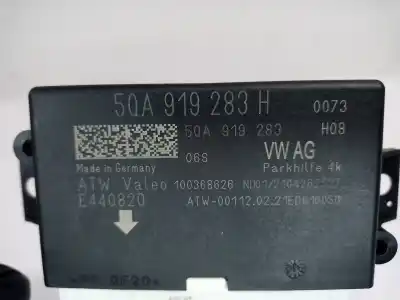 5QA 919 283 H 0073
5QA 919 283 H08
06S VW AG
Made in Germany Parkhilfe 4k
ATW Valeo 100368626
E440820